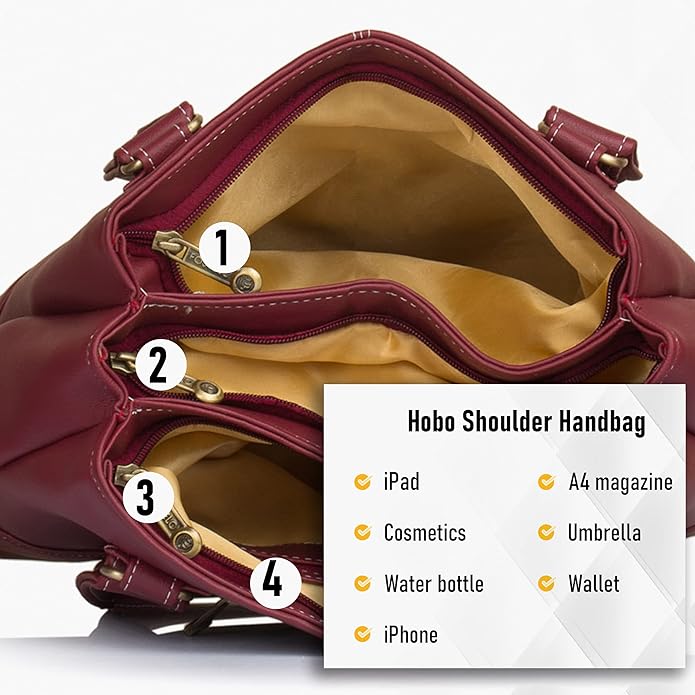 1
2
3
4
Hobo Shoulder Handbag
iPad
A4 magazine
Cosmetics
Umbrella
Water bottle
Wallet
iPhone